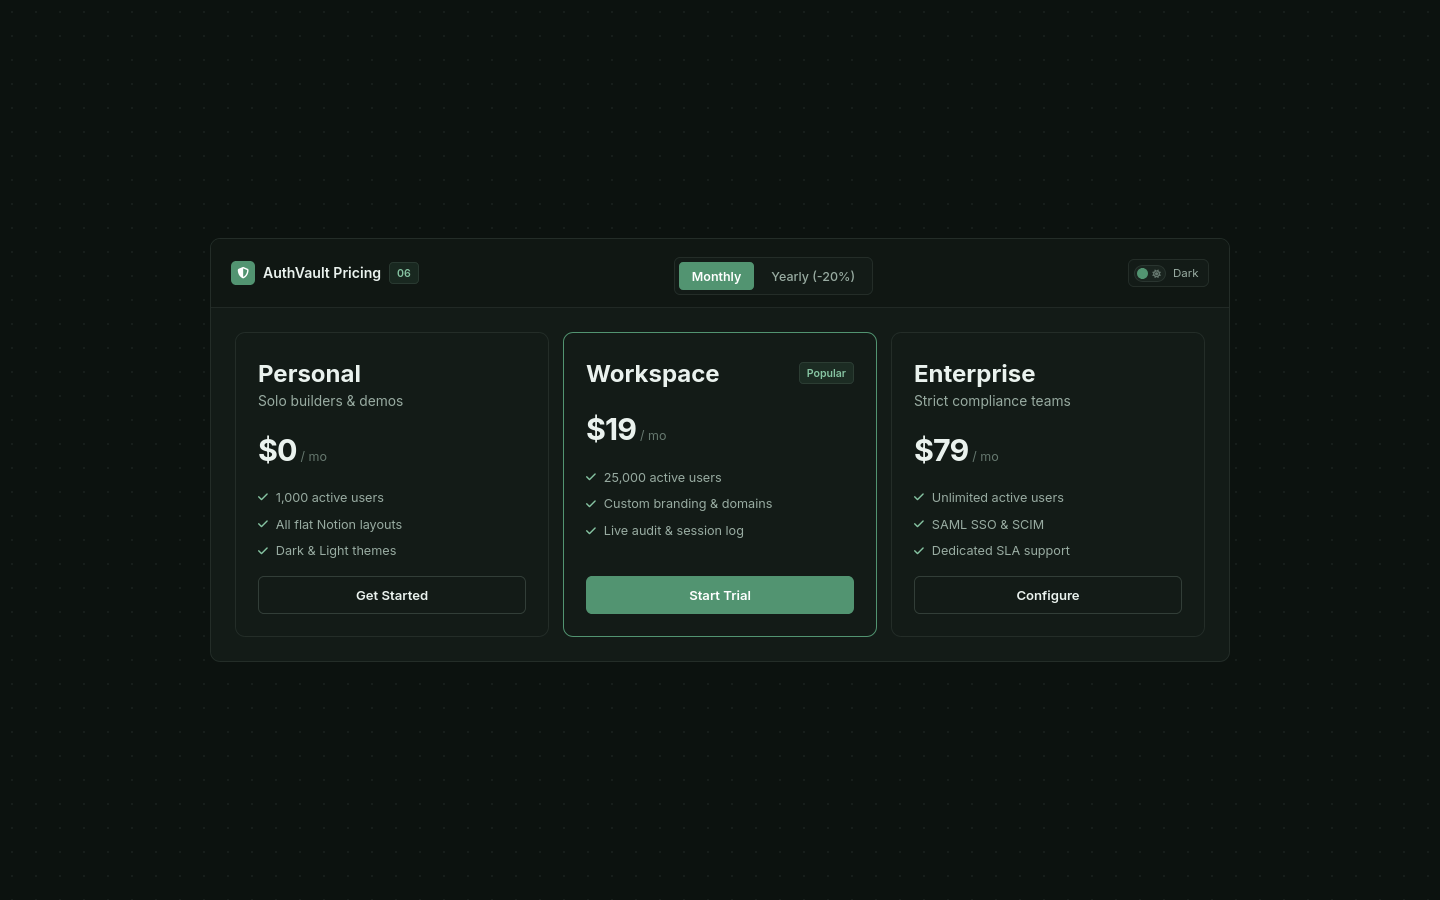 AuthVault Pricing 06
Monthly Yearly (-20%)
Dark
Personal
Solo builders & demos
$0 / mo
1,000 active users
All flat Notion layouts
Dark & Light themes
Get Started
Workspace Popular
$19 / mo
25,000 active users
Custom branding & domains
Live audit & session log
Start Trial
Enterprise
Strict compliance teams
$79 / mo
Unlimited active users
SAML SSO & SCIM
Dedicated SLA support
Configure